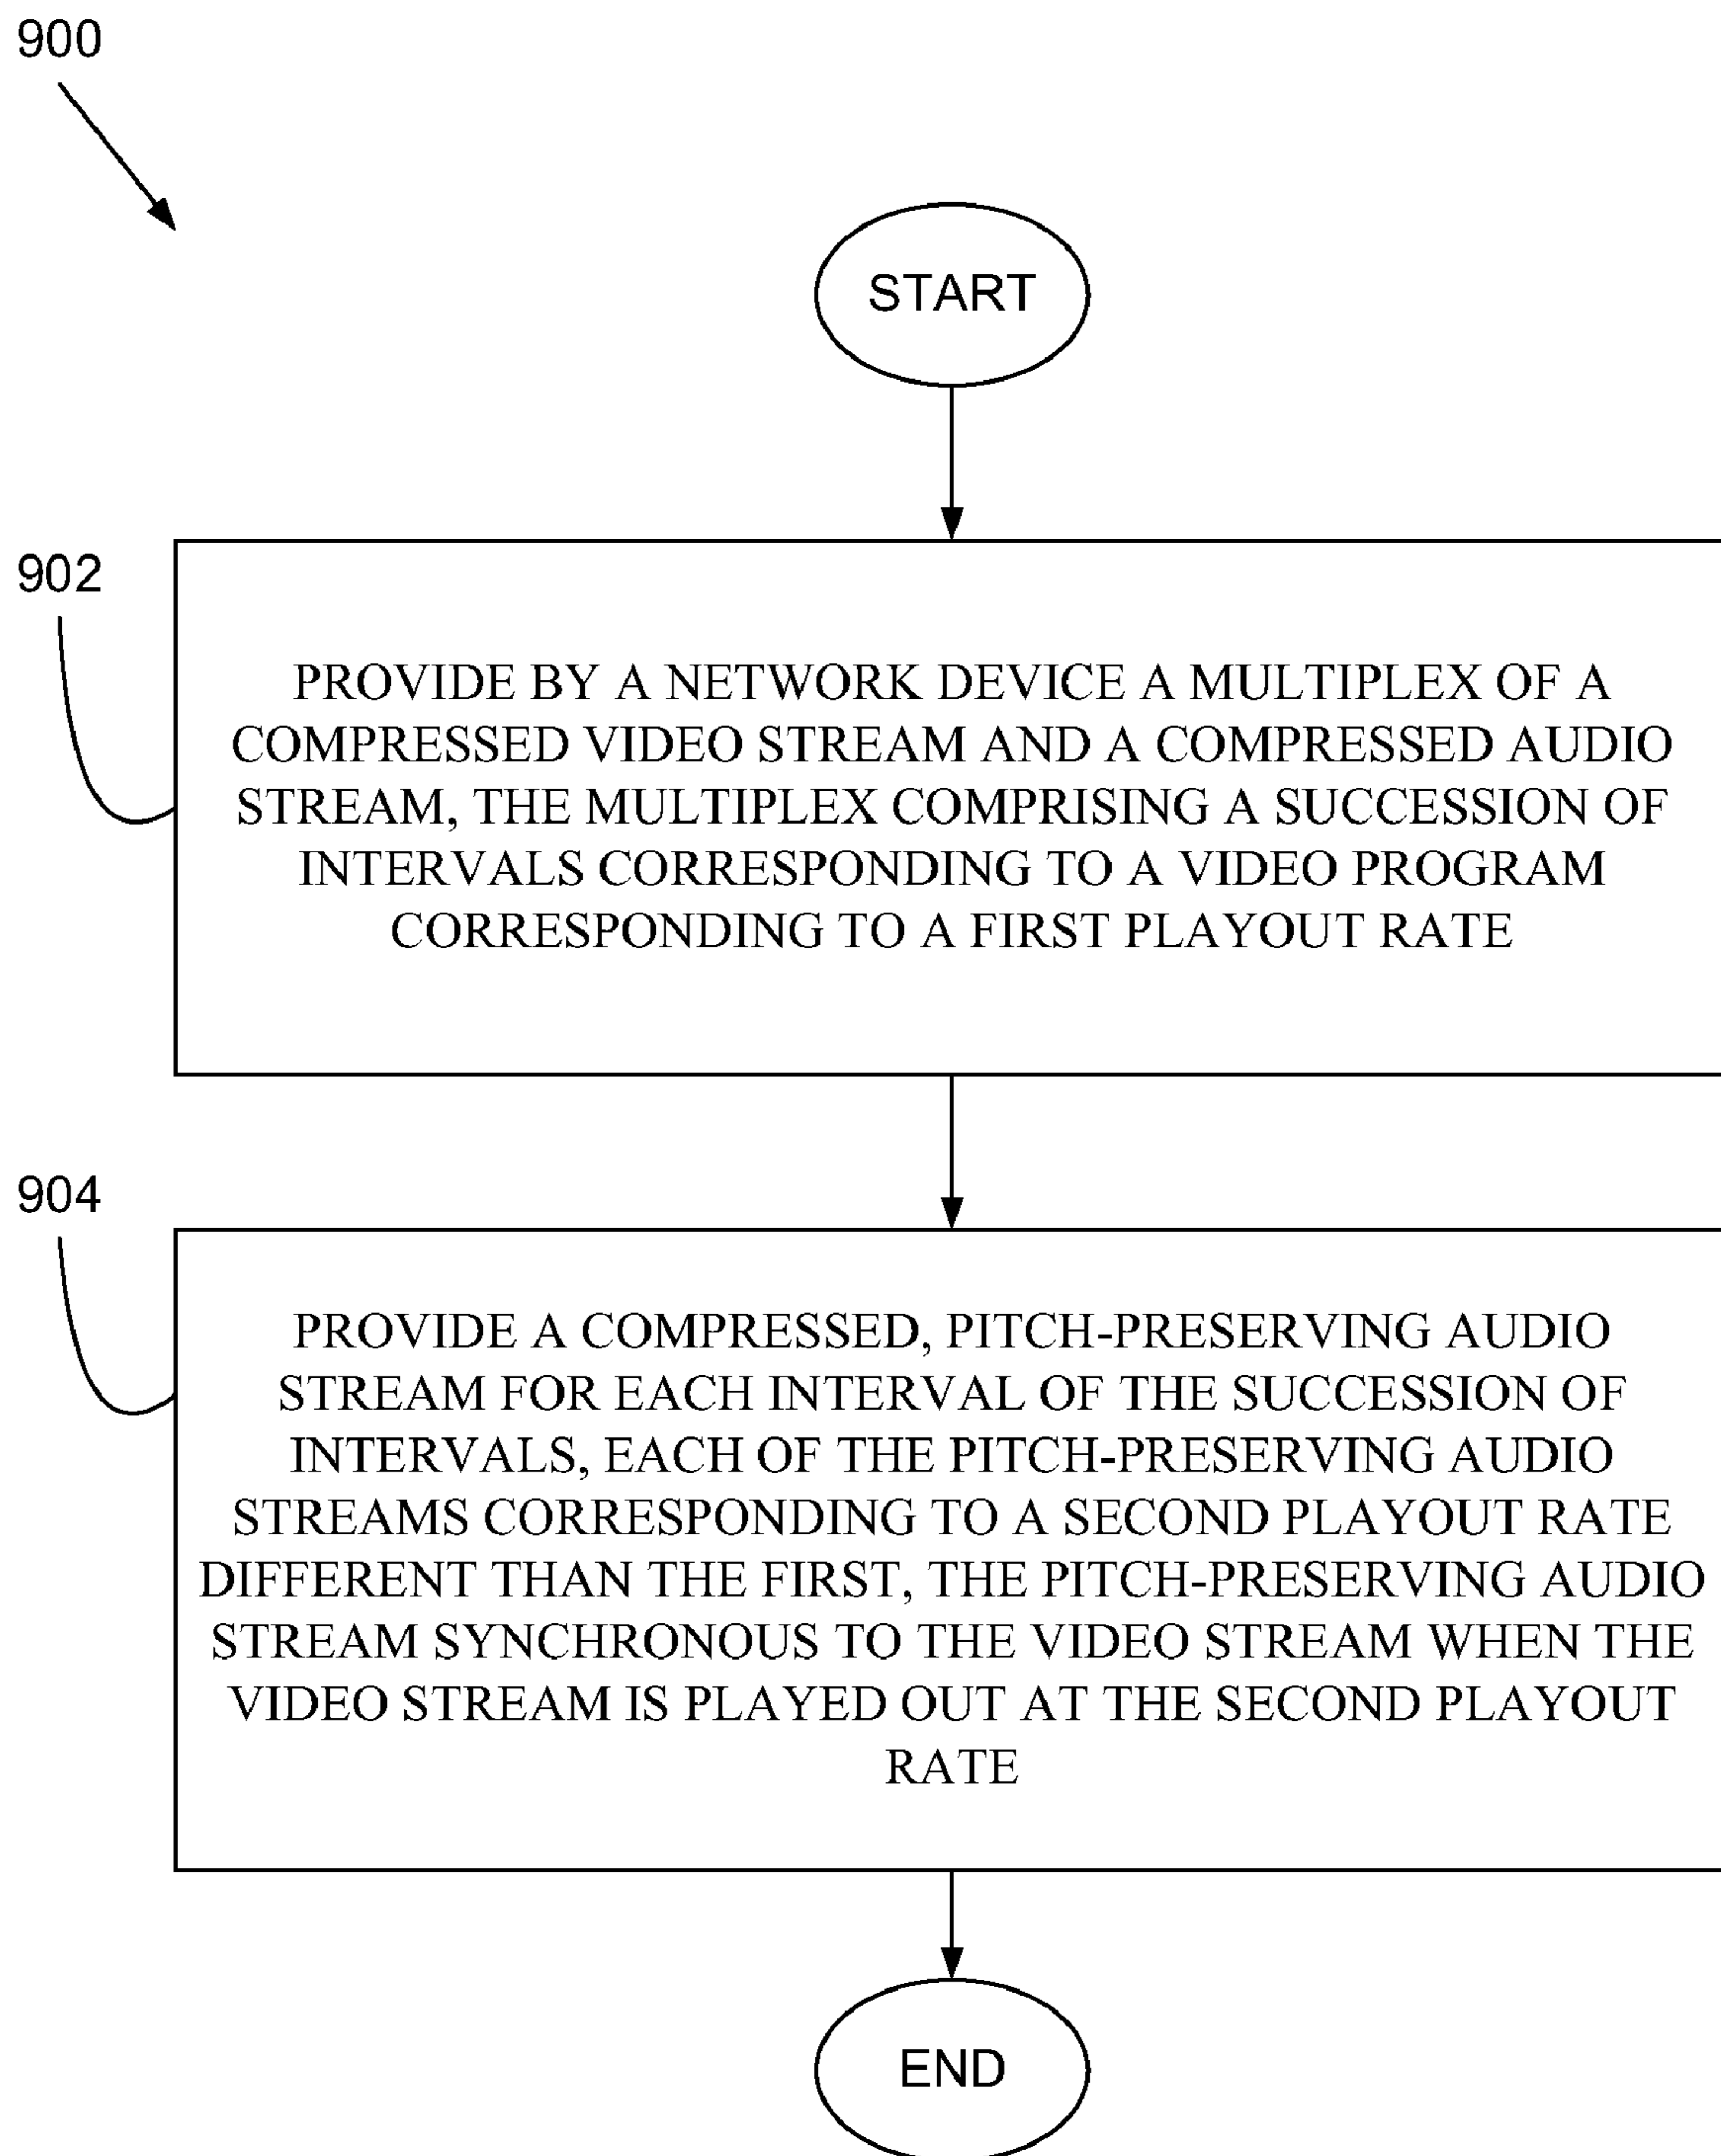 900
START
902
PROVIDE BY A NETWORK DEVICE A MULTIPLEX OF A
COMPRESSED VIDEO STREAM AND A COMPRESSED AUDIO
STREAM, THE MULTIPLEX COMPRISING A SUCCESSION OF
INTERVALS CORRESPONDING TO A VIDEO PROGRAM
CORRESPONDING TO A FIRST PLAYOUT RATE
904
PROVIDE A COMPRESSED, PITCH-PRESERVING AUDIO
STREAM FOR EACH INTERVAL OF THE SUCCESSION OF
INTERVALS, EACH OF THE PITCH-PRESERVING AUDIO
STREAMS CORRESPONDING TO A SECOND PLAYOUT RATE
DIFFERENT THAN THE FIRST, THE PITCH-PRESERVING AUDIO
STREAM SYNCHRONOUS TO THE VIDEO STREAM WHEN THE
VIDEO STREAM IS PLAYED OUT AT THE SECOND PLAYOUT
RATE
END